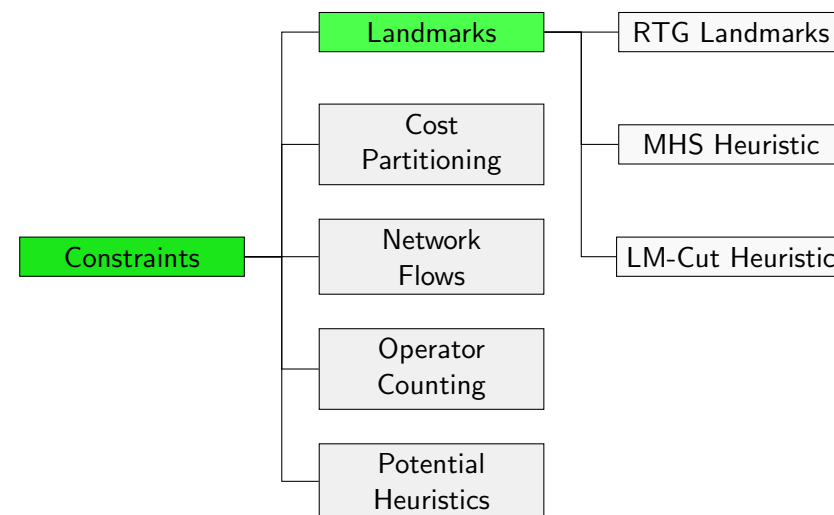 Constraints
Landmarks
Cost
Partitioning
Network
Flows
Operator
Counting
Potential
Heuristics
RTG Landmarks
MHS Heuristic
LM-Cut Heuristic